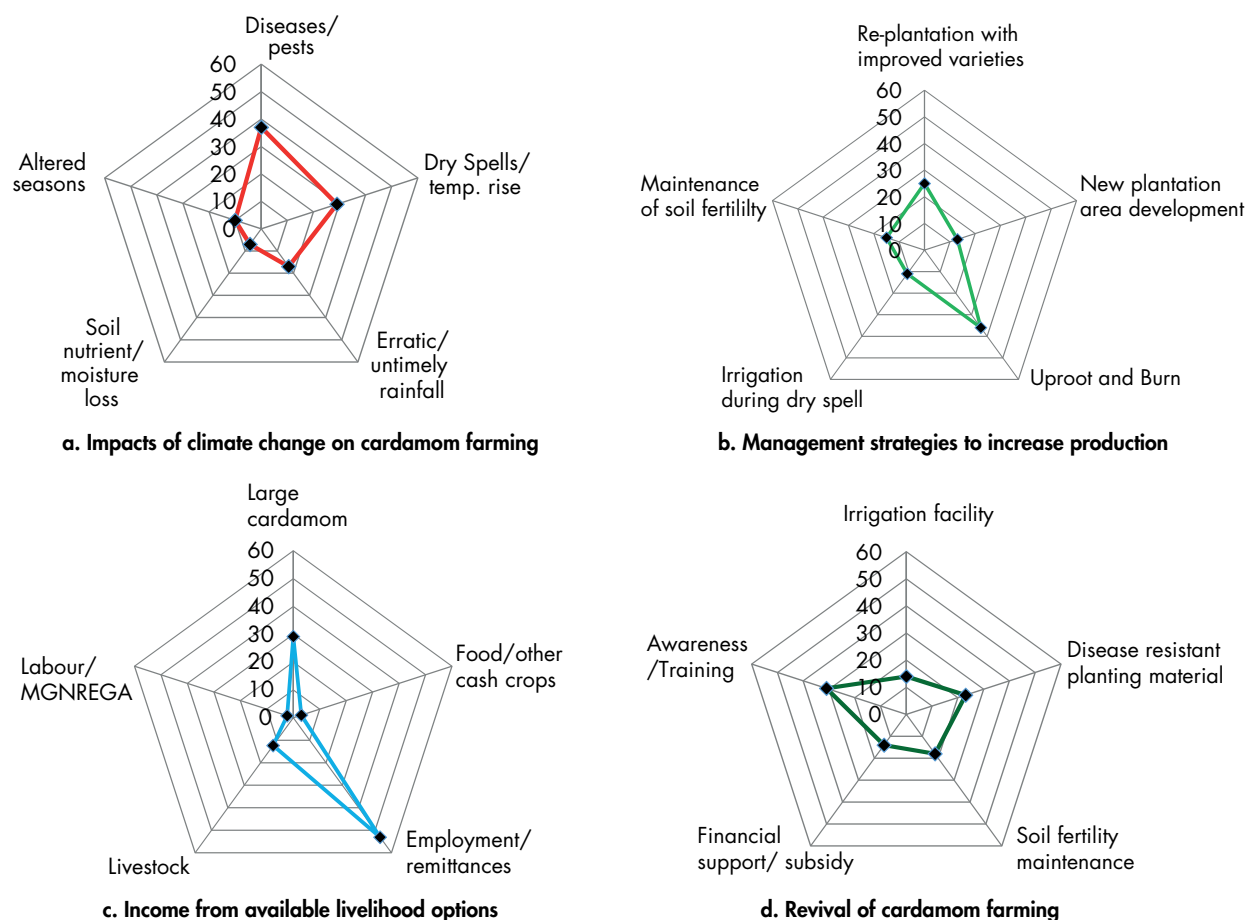 Diseases/
pests
60
50
40
30
20
10
0
Altered
seasons
Dry Spells/
temp. rise
Soil
nutrient/
moisture
loss
Erratic/
untimely
rainfall
a. Impacts of climate change on cardamom farming
Re-plantation with
improved varieties
60
50
40
30
20
10
0
Maintenance
of soil fertililty
New plantation
area development
Irrigation
during dry spell
Uproot and Burn
b. Management strategies to increase production
Large
cardamom
60
50
40
30
20
10
0
Labour/
MGNREGA
Food/other
cash crops
Livestock
Employment/
remittances
c. Income from available livelihood options
Irrigation facility
60
50
40
30
20
10
0
Awareness
/Training
Disease resistant
planting material
Financial
support/ subsidy
Soil fertility
maintenance
d. Revival of cardamom farming